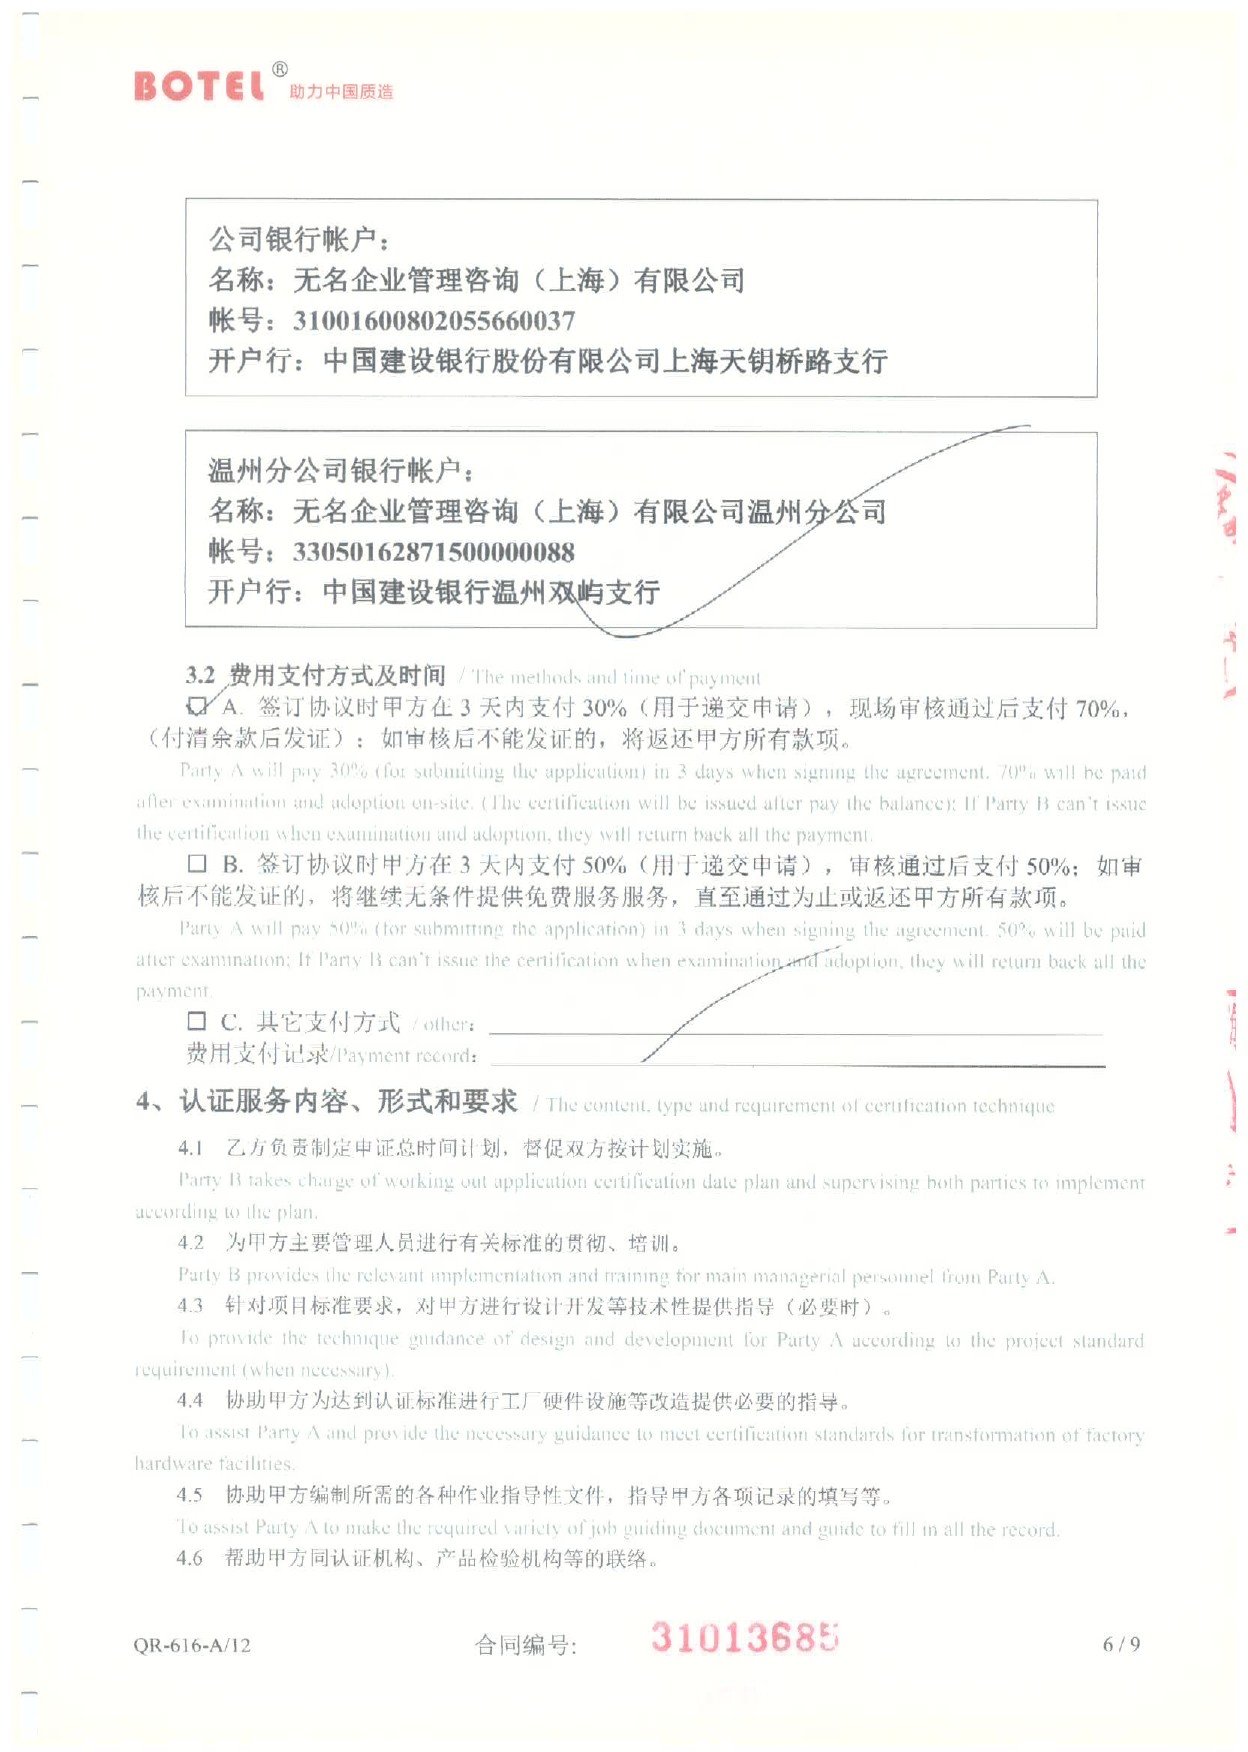 BOTEL® 助力中国质造
公司银行帐户：
名称：无名企业管理咨询（上海）有限公司
帐号：31001600802055660037
开户行：中国建设银行股份有限公司上海天钥桥路支行
温州分公司银行帐户：
名称：无名企业管理咨询（上海）有限公司温州分公司
帐号：33050162871500000088
开户行：中国建设银行温州双屿支行
3.2 费用支付方式及时间 / The methods and time of payment
☑ A. 签订协议时甲方在 3 天内支付 30%（用于递交申请），现场审核通过后支付 70%，
（付清余款后发证）；如审核后不能发证的，将返还甲方所有款项。
Party A will pay 30% (for submitting the application) in 3 days when signing the agreement. 70% will be paid
after examination and adoption on-site. (The certification will be issued after pay the balance); If Party B can't issue
the certification when examination and adoption, they will return back all the payment.
☐ B. 签订协议时甲方在 3 天内支付 50%（用于递交申请），审核通过后支付 50%；如审
核后不能发证的，将继续无条件提供免费服务服务，直至通过为止或返还甲方所有款项。
Party A will pay 50% (for submitting the application) in 3 days when signing the agreement. 50% will be paid
after examination; If Party B can't issue the certification when examination and adoption, they will return back all the
payment.
☐ C. 其它支付方式 / other：
费用支付记录/Payment record：
4、认证服务内容、形式和要求 / The content, type and requirement of certification technique
4.1 乙方负责制定申证总时间计划，督促双方按计划实施。
Party B takes charge of working out application certification date plan and supervising both parties to implement
according to the plan.
4.2 为甲方主要管理人员进行有关标准的贯彻、培训。
Party B provides the relevant implementation and training for main managerial personnel from Party A.
4.3 针对项目标准要求，对甲方进行设计开发等技术性提供指导（必要时）。
To provide the technique guidance of design and development for Party A according to the project standard
requirement (when necessary).
4.4 协助甲方为达到认证标准进行工厂硬件设施等改造提供必要的指导。
To assist Party A and provide the necessary guidance to meet certification standards for transformation of factory
hardware facilities.
4.5 协助甲方编制所需的各种作业指导性文件，指导甲方各项记录的填写等。
To assist Party A to make the required variety of job guiding document and guide to fill in all the record.
4.6 帮助甲方同认证机构、产品检验机构等的联络。
QR-616-A/12 合同编号: 31013685 6 / 9